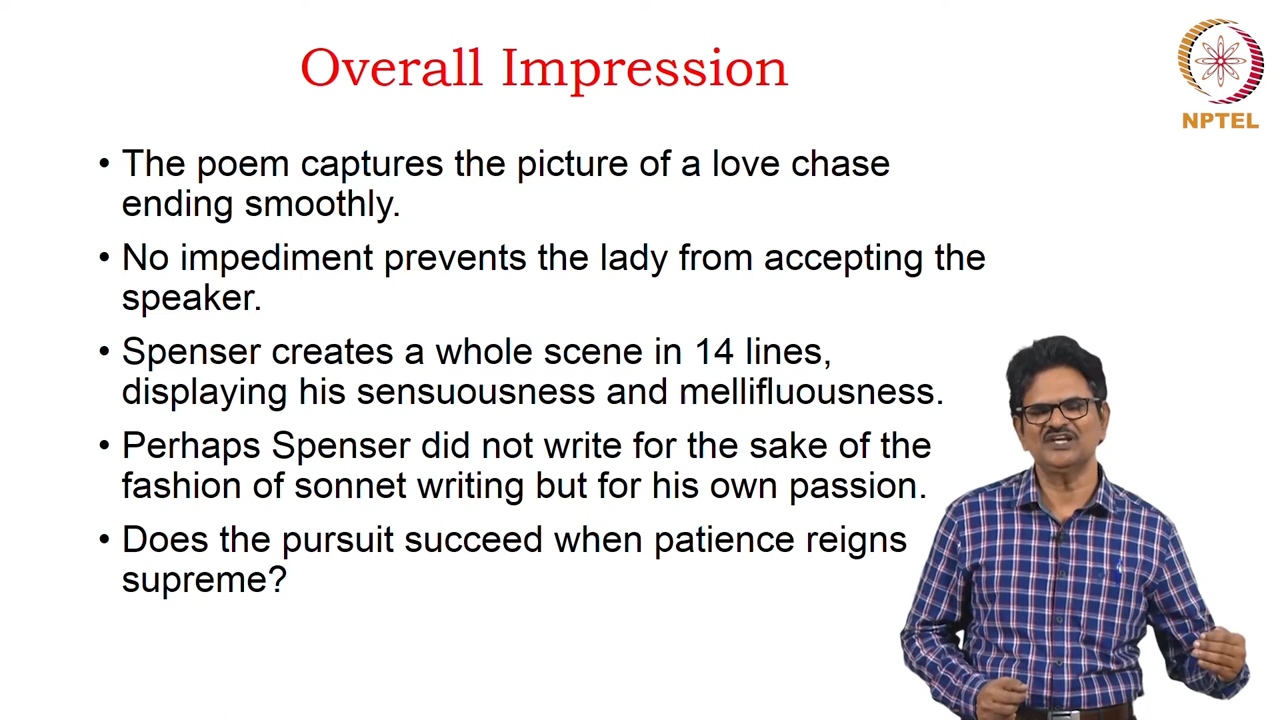 Overall Impression
NPTEL
• The poem captures the picture of a love chase
ending smoothly.
• No impediment prevents the lady from accepting the
speaker.
• Spenser creates a whole scene in 14 lines,
displaying his sensuousness and mellifluousness.
• Perhaps Spenser did not write for the sake of the
fashion of sonnet writing but for his own passion.
• Does the pursuit succeed when patience reigns
supreme?